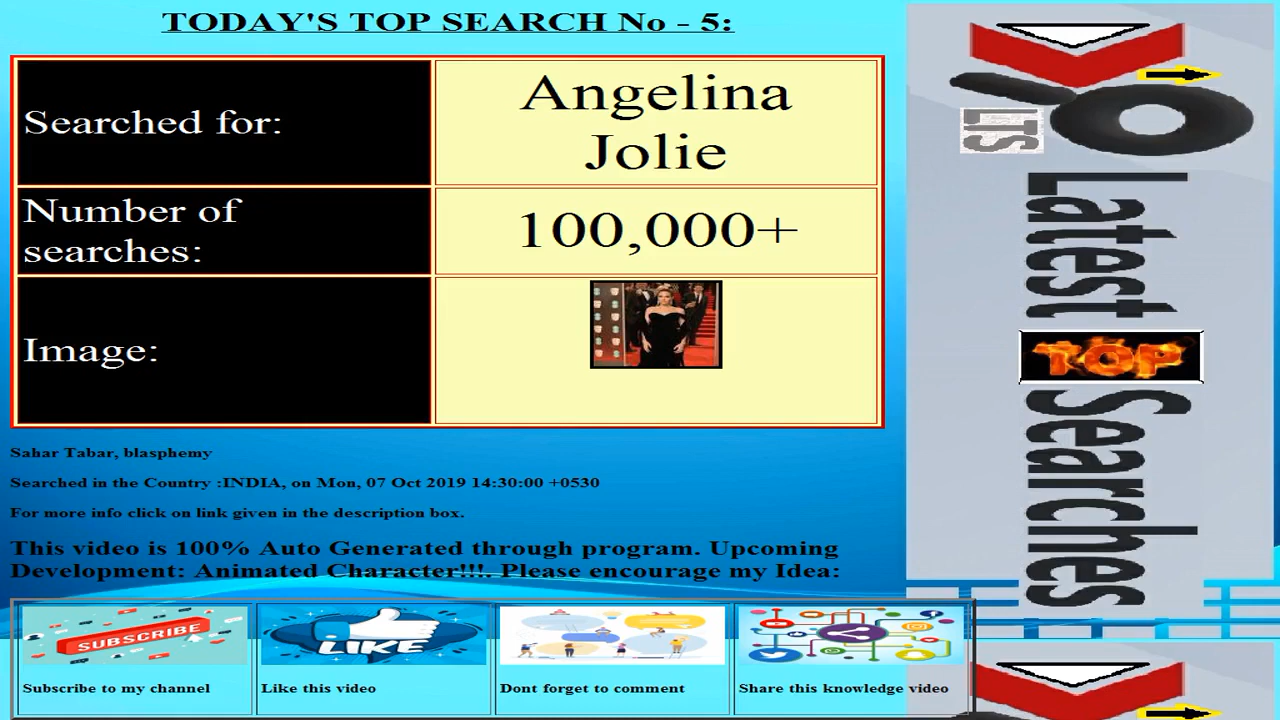 TODAY'S TOP SEARCH No - 5:
Searched for:
Angelina
Jolie
Number of
searches:
100,000+
Image:
Sahar Tabar, blasphemy
Searched in the Country :INDIA, on Mon, 07 Oct 2019 14:30:00 +0530
For more info click on link given in the description box.
This video is 100% Auto Generated through program. Upcoming
Development: Animated Character!!!. Please encourage my Idea:
SUBSCRIBE
LIKE
Subscribe to my channel
Like this video
Dont forget to comment
Share this knowledge video
LTS
Latest
TOP
Searches